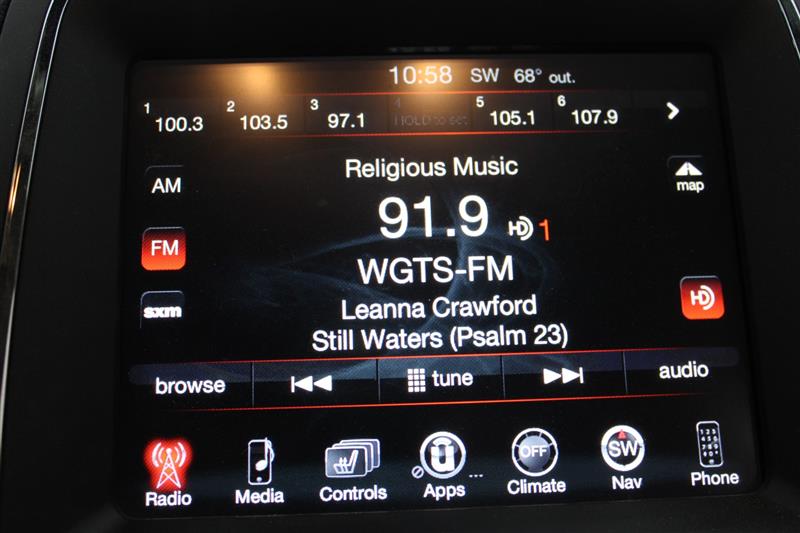 10:58 SW 68° out.
1 100.3 2 103.5 3 97.1 4 HOLD to set 5 105.1 6 107.9
Religious Music
AM
map
91.9 HD 1
FM
WGTS-FM
HD
sxm
Leanna Crawford
Still Waters (Psalm 23)
browse tune audio
OFF SW
Radio Media Controls Apps ... Climate Nav Phone